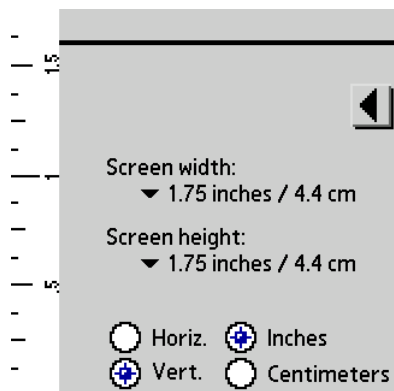 1.5
1
Screen width:
1.75 inches / 4.4 cm
Screen height:
1.75 inches / 4.4 cm
.5
Horiz. Inches
Vert. Centimeters